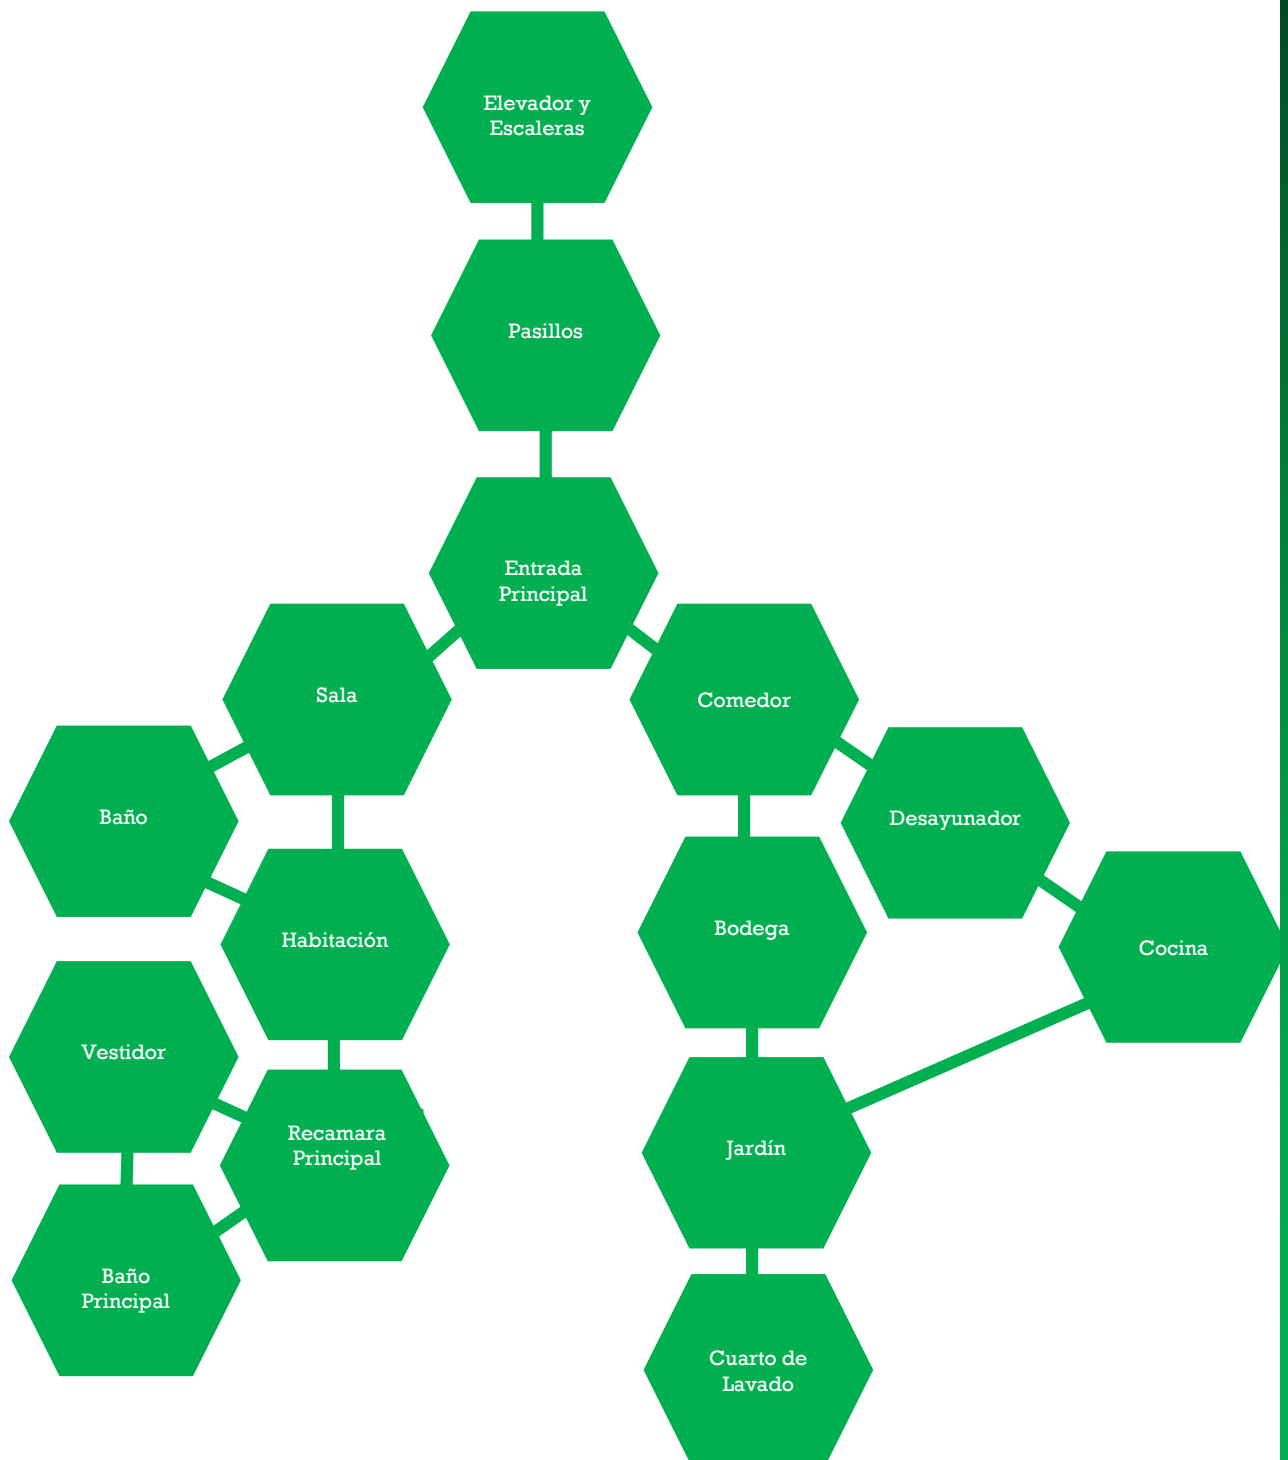 Elevador y
Escaleras
Pasillos
Entrada
Principal
Sala
Comedor
Baño
Desayunador
Habitación
Bodega
Cocina
Vestidor
Recamara
Principal
Jardín
Baño
Principal
Cuarto de
Lavado